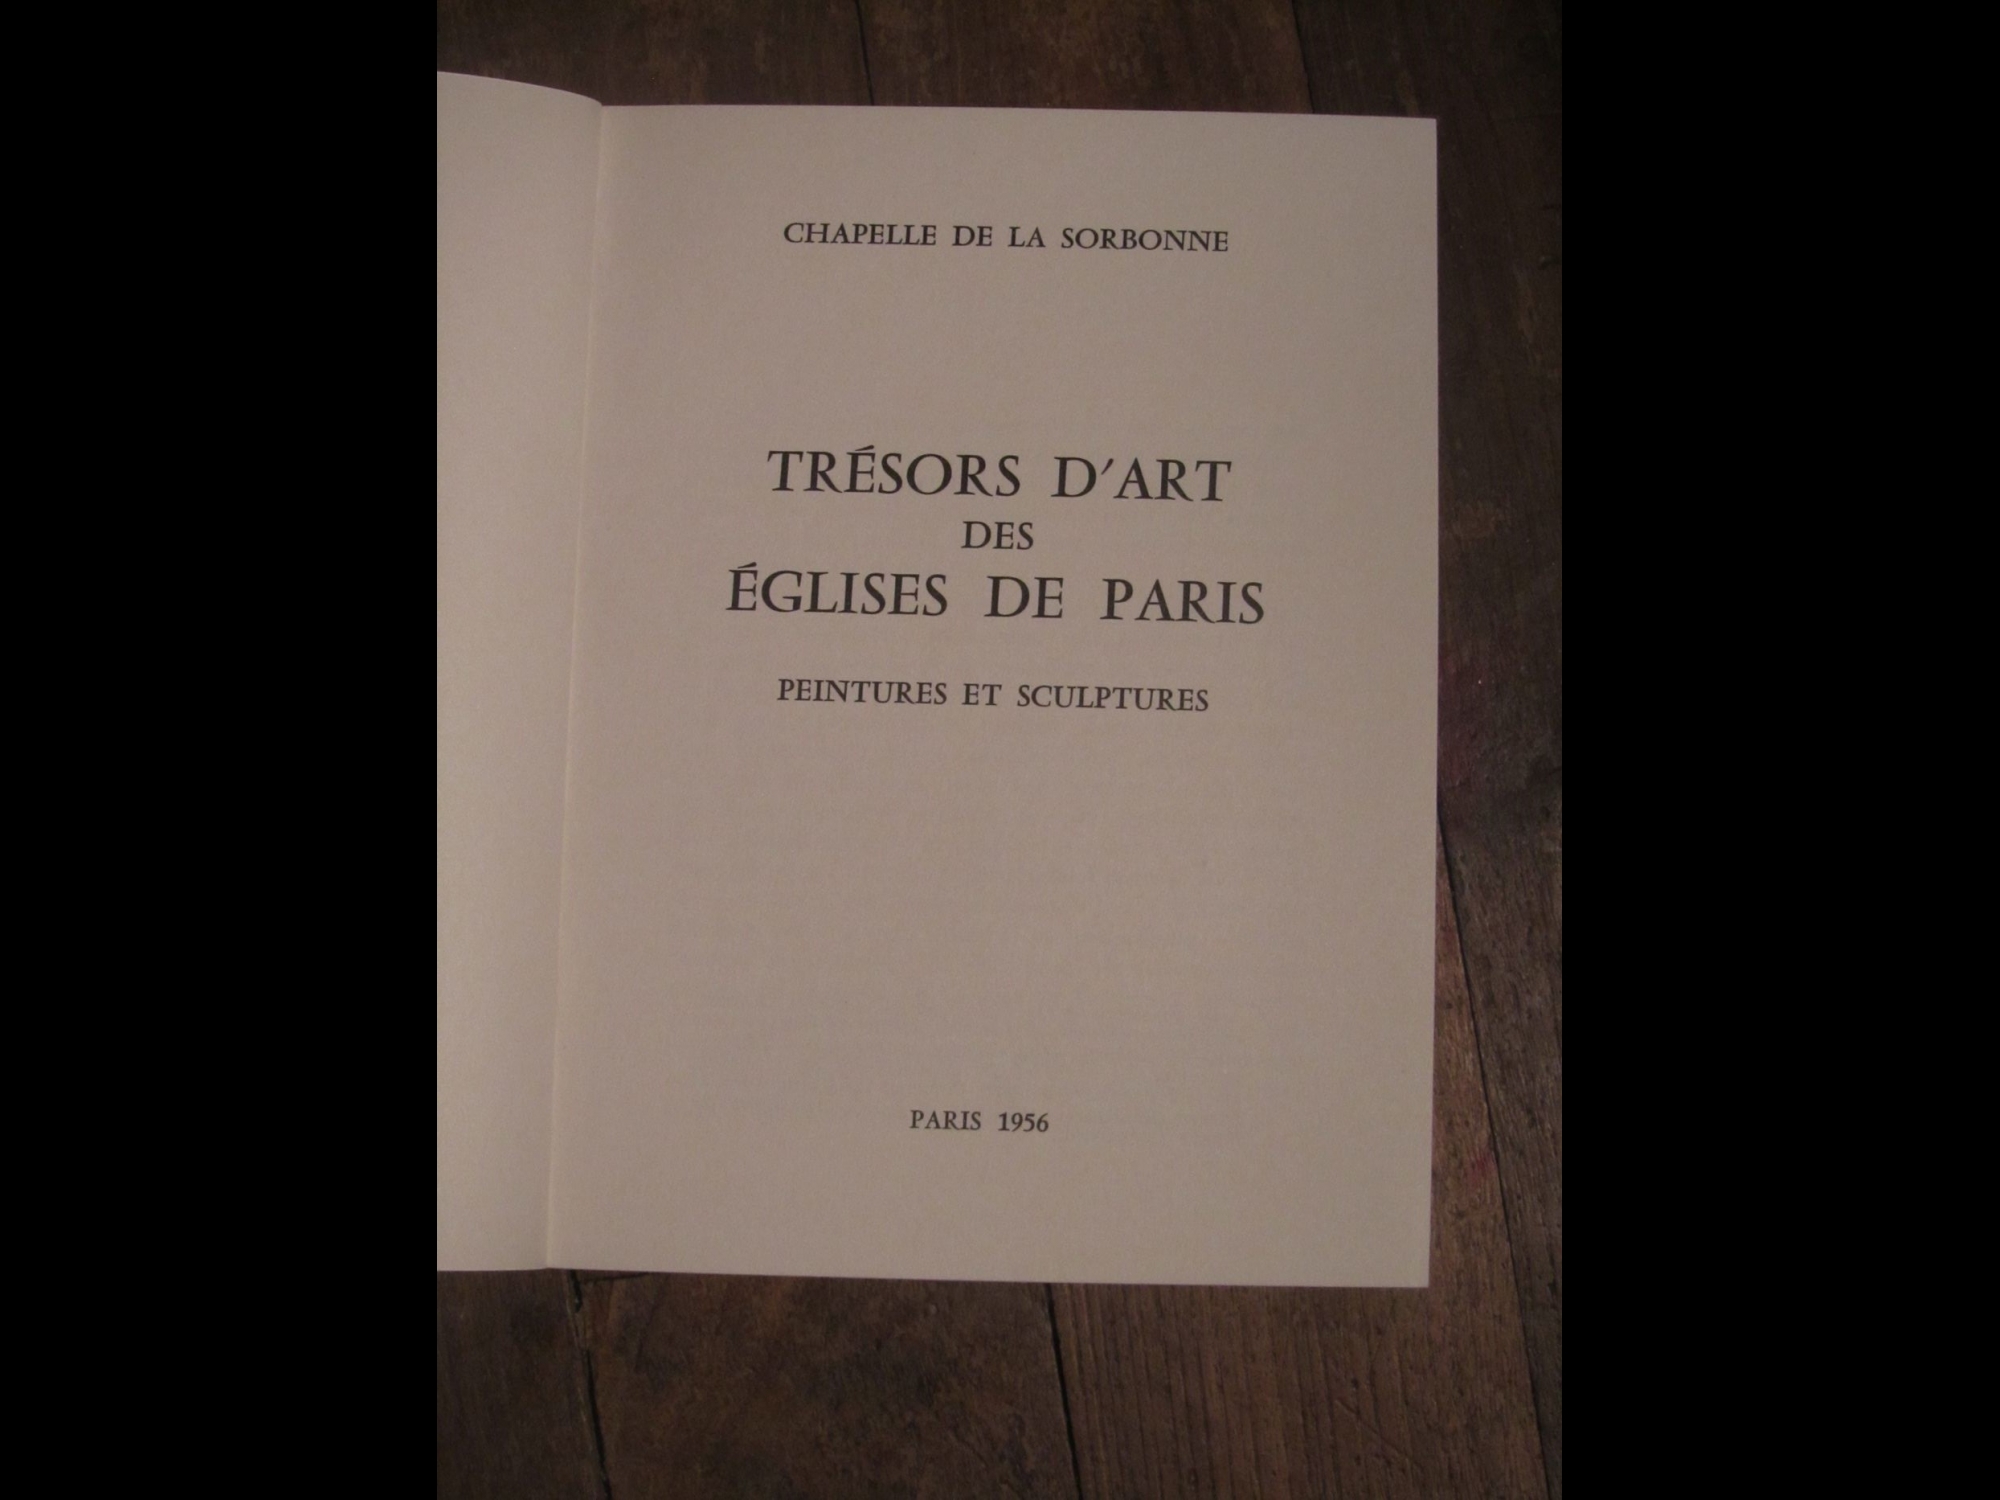 CHAPELLE DE LA SORBONNE
TRÉSORS D'ART
DES
ÉGLISES DE PARIS
PEINTURES ET SCULPTURES
PARIS 1956